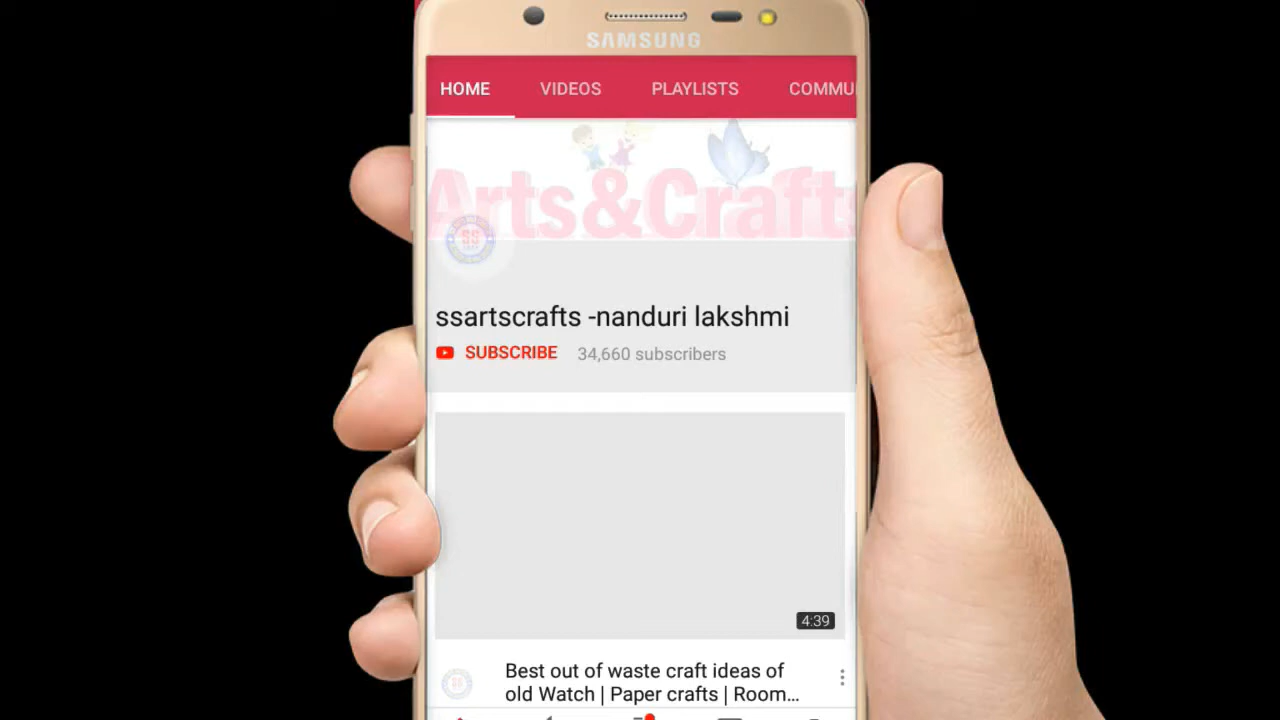 SAMSUNG
HOME VIDEOS PLAYLISTS COMMU
Arts&Crafts
SS
ssartscrafts -nanduri lakshmi
SUBSCRIBE 34,660 subscribers
4:39
Best out of waste craft ideas of
old Watch | Paper crafts | Room...